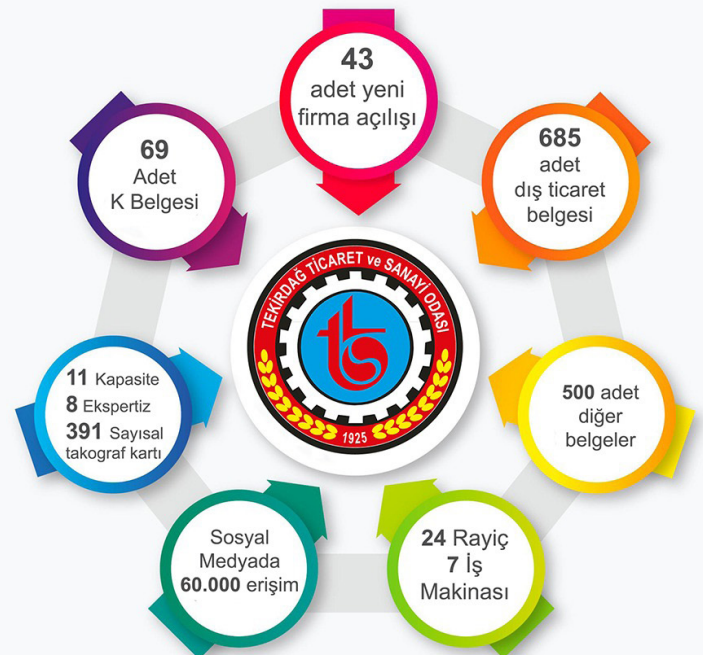 43
adet yeni
firma açılışı
685
adet
dış ticaret
belgesi
500 adet
diğer
belgeler
24 Rayiç
7 İş
Makinası
Sosyal
Medyada
60.000 erişim
11 Kapasite
8 Ekspertiz
391 Sayısal
takograf kartı
69
Adet
K Belgesi
TEKİRDAĞ TİCARET ve SANAYİ ODASI
1925